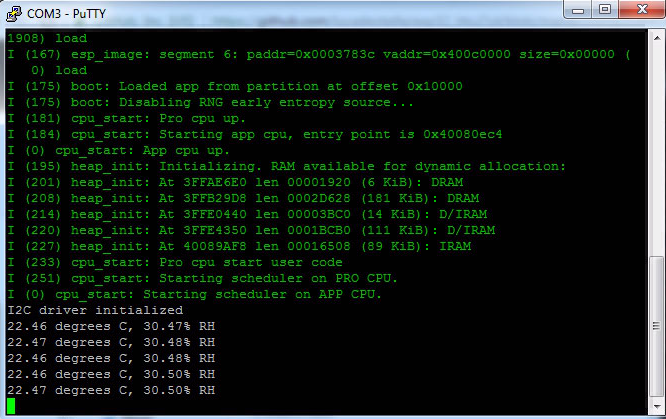 COM3 - PuTTY
1908) load
I (167) esp_image: segment 6: paddr=0x0003783c vaddr=0x400c0000 size=0x00000 (
  0) load
I (175) boot: Loaded app from partition at offset 0x10000
I (175) boot: Disabling RNG early entropy source...
I (181) cpu_start: Pro cpu up.
I (184) cpu_start: Starting app cpu, entry point is 0x40080ec4
I (0) cpu_start: App cpu up.
I (195) heap_init: Initializing. RAM available for dynamic allocation:
I (201) heap_init: At 3FFAE6E0 len 00001920 (6 KiB): DRAM
I (208) heap_init: At 3FFB29D8 len 0002D628 (181 KiB): DRAM
I (214) heap_init: At 3FFE0440 len 00003BC0 (14 KiB): D/IRAM
I (220) heap_init: At 3FFE4350 len 0001BCB0 (111 KiB): D/IRAM
I (227) heap_init: At 40089AF8 len 00016508 (89 KiB): IRAM
I (233) cpu_start: Pro cpu start user code
I (251) cpu_start: Starting scheduler on PRO CPU.
I (0) cpu_start: Starting scheduler on APP CPU.
I2C driver initialized
22.46 degrees C, 30.47% RH
22.47 degrees C, 30.48% RH
22.46 degrees C, 30.48% RH
22.46 degrees C, 30.50% RH
22.47 degrees C, 30.50% RH